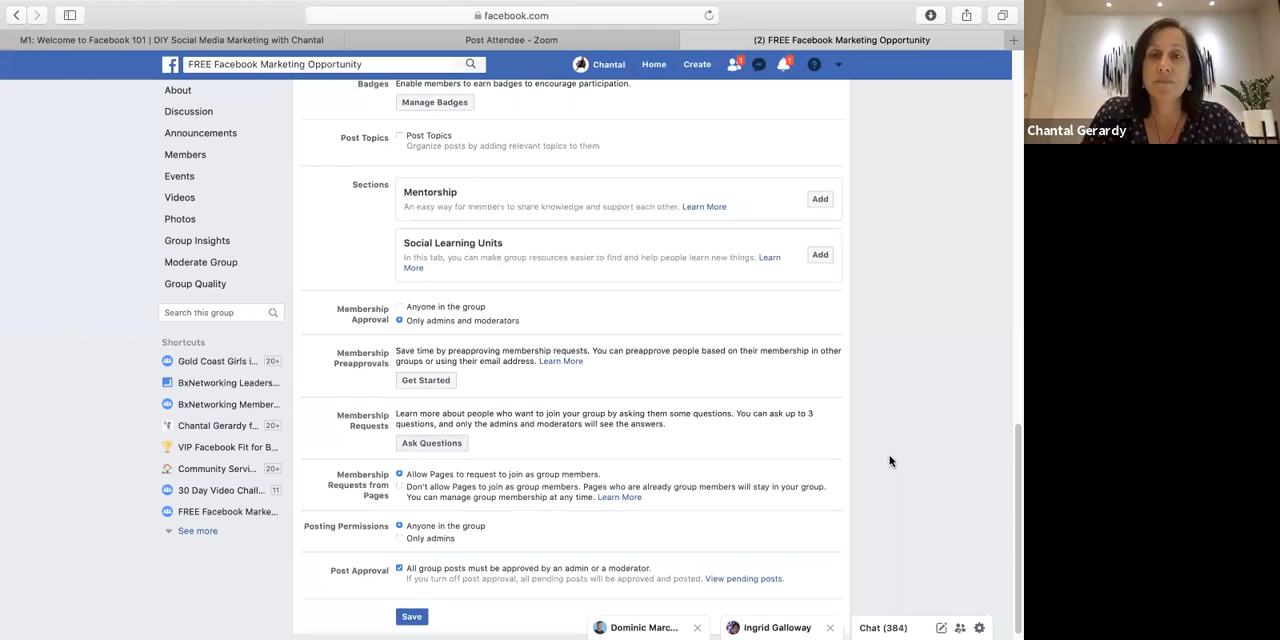 facebook.com
M1: Welcome to Facebook 101 | DIY Social Media Marketing with Chantal
Post Attendee - Zoom
(2) FREE Facebook Marketing Opportunity
FREE Facebook Marketing Opportunity
Chantal
Home
Create
1
1
Chantal Gerardy
About
Discussion
Announcements
Members
Events
Videos
Photos
Group Insights
Moderate Group
Group Quality
Search this group
Shortcuts
Gold Coast Girls i... 20+
BxNetworking Leaders...
BxNetworking Member...
Chantal Gerardy f... 20+
VIP Facebook Fit for B...
Community Servi... 20+
30 Day Video Chall... 11
FREE Facebook Marke...
See more
Badges
Enable members to earn badges to encourage participation.
Manage Badges
Post Topics
Post Topics
Organize posts by adding relevant topics to them
Sections
Mentorship
An easy way for members to share knowledge and support each other. Learn More
Add
Social Learning Units
In this tab, you can make group resources easier to find and help people learn new things. Learn
More
Add
Membership
Approval
Anyone in the group
Only admins and moderators
Membership
Preapprovals
Save time by preapproving membership requests. You can preapprove people based on their membership in other
groups or using their email address. Learn More
Get Started
Membership
Requests
Learn more about people who want to join your group by asking them some questions. You can ask up to 3
questions, and only the admins and moderators will see the answers.
Ask Questions
Membership
Requests from
Pages
Allow Pages to request to join as group members.
Don't allow Pages to join as group members. Pages who are already group members will stay in your group.
You can manage group membership at any time. Learn More
Posting Permissions
Anyone in the group
Only admins
Post Approval
All group posts must be approved by an admin or a moderator.
If you turn off post approval, all pending posts will be approved and posted. View pending posts.
Save
Dominic Marc...
Ingrid Galloway
Chat (384)